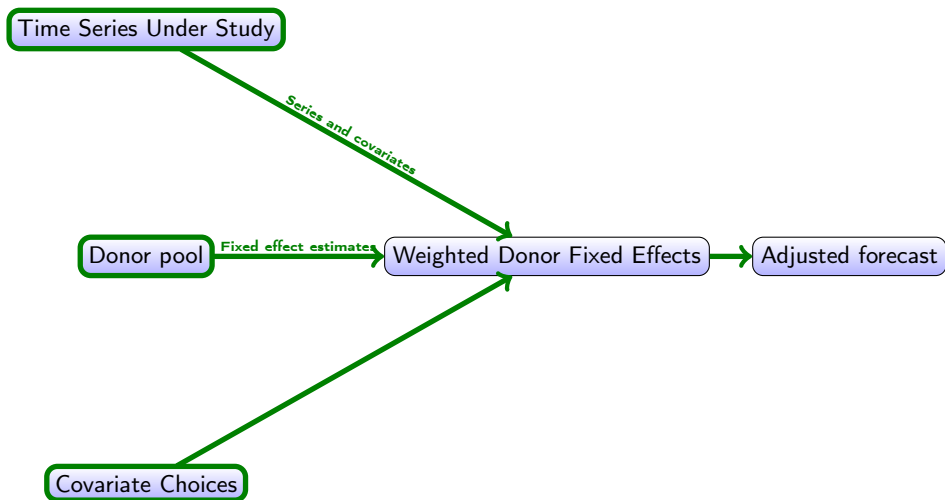 Time Series Under Study
Series and covariates
Donor pool
Fixed effect estimates
Weighted Donor Fixed Effects
Adjusted forecast
Covariate Choices